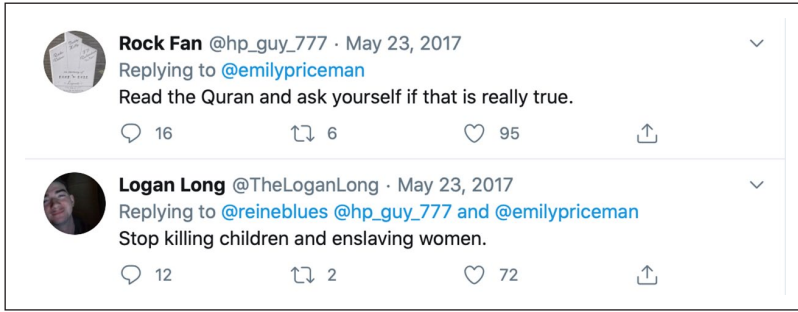 Rock Fan @hp_guy_777 · May 23, 2017
Replying to @emilypriceman
Read the Quran and ask yourself if that is really true.
16 6 95
Logan Long @TheLoganLong · May 23, 2017
Replying to @reineblues @hp_guy_777 and @emilypriceman
Stop killing children and enslaving women.
12 2 72